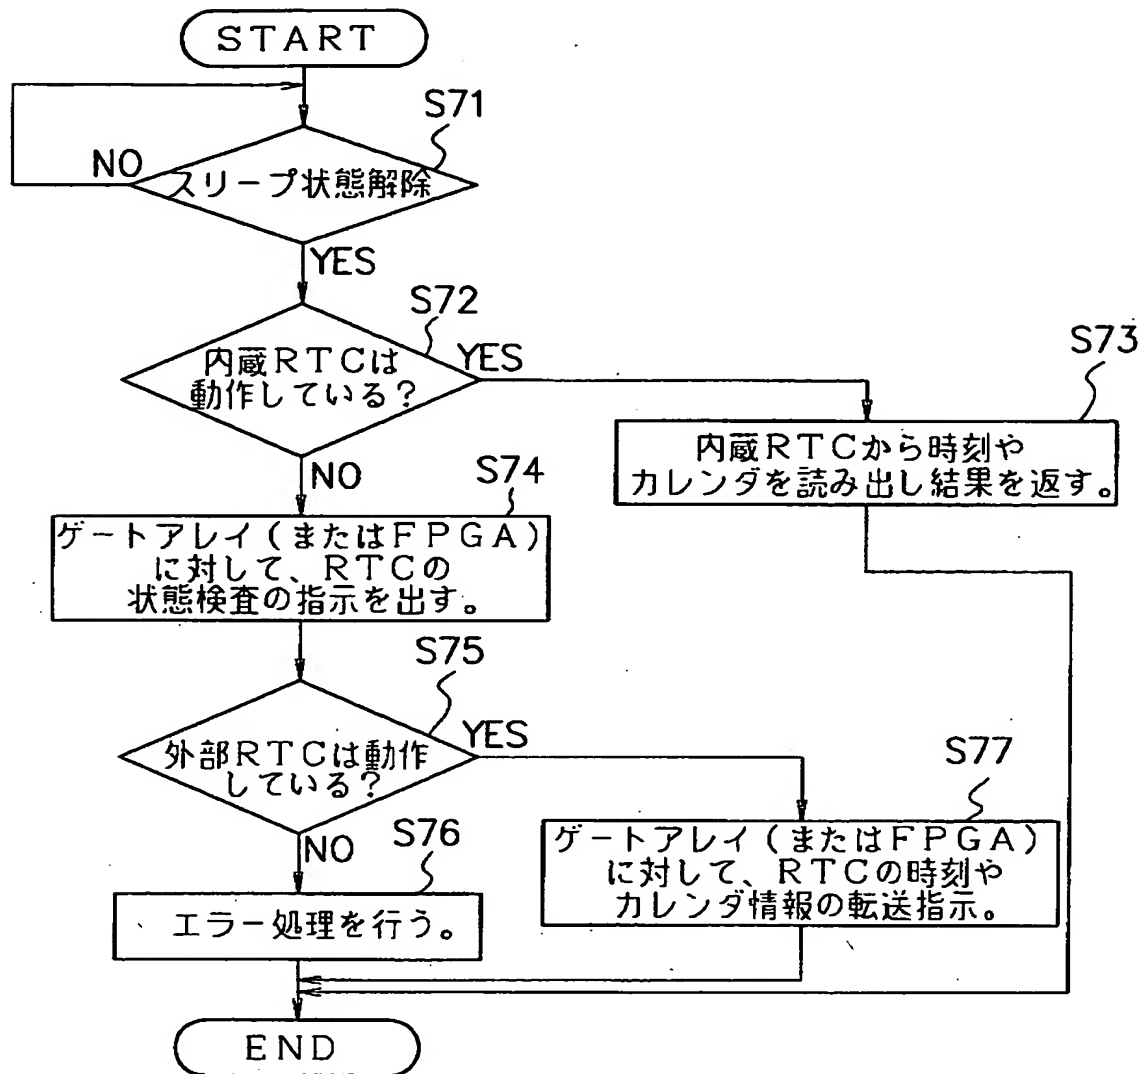 START
S71
NO
スリープ状態解除
YES
S72
内蔵RTCは
動作している?
YES
S73
内蔵RTCから時刻や
カレンダを読み出し結果を返す。
NO
S74
ゲートアレイ(またはFPGA)
に対して、RTCの
状態検査の指示を出す。
S75
外部RTCは動作
している?
YES
S77
ゲートアレイ(またはFPGA)
に対して、RTCの時刻や
カレンダ情報の転送指示。
NO
S76
エラー処理を行う。
END